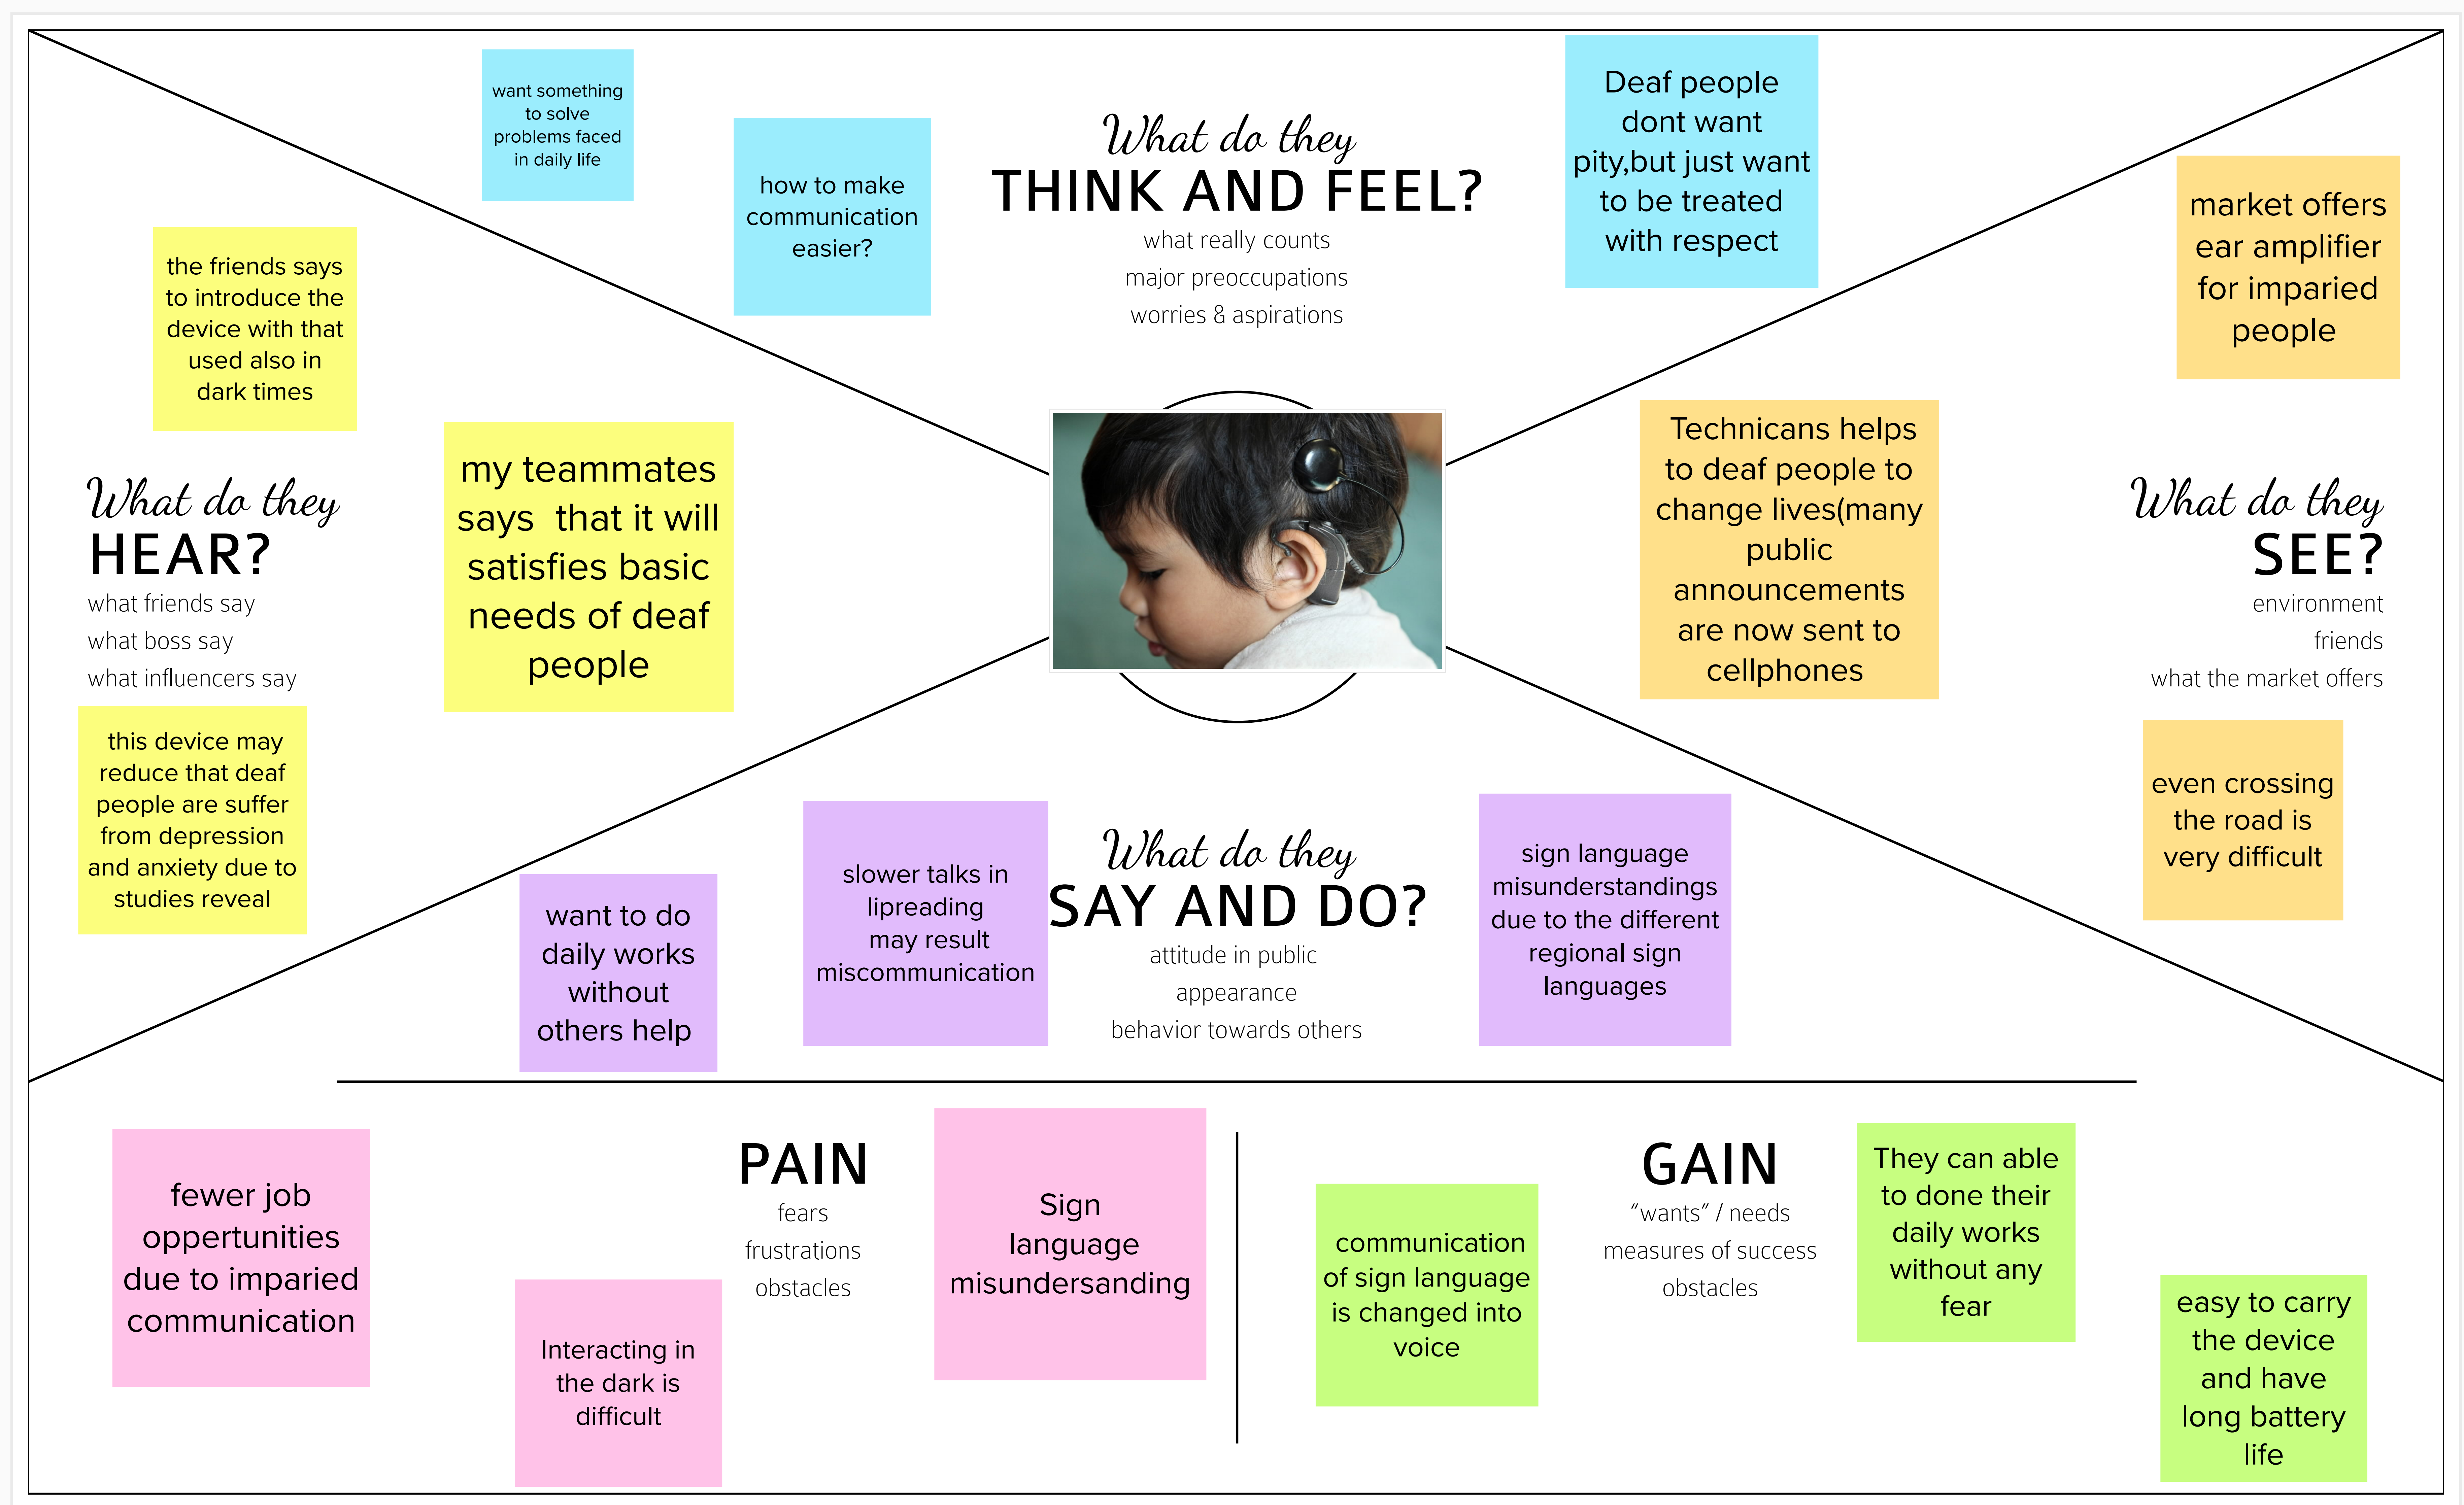 want something
to solve
problems faced
in daily life
how to make
communication
easier?
What do they
THINK AND FEEL?
what really counts
major preoccupations
worries & aspirations
Deaf people
dont want
pity,but just want
to be treated
with respect
the friends says
to introduce the
device with that
used also in
dark times
my teammates
says that it will
satisfies basic
needs of deaf
people
What do they
HEAR?
what friends say
what boss say
what influencers say
this device may
reduce that deaf
people are suffer
from depression
and anxiety due to
studies reveal
market offers
ear amplifier
for imparied
people
Technicans helps
to deaf people to
change lives(many
public
announcements
are now sent to
cellphones
What do they
SEE?
environment
friends
what the market offers
even crossing
the road is
very difficult
want to do
daily works
without
others help
slower talks in
lipreading
may result
miscommunication
What do they
SAY AND DO?
attitude in public
appearance
behavior towards others
sign language
misunderstandings
due to the different
regional sign
languages
fewer job
oppertunities
due to imparied
communication
Interacting in
the dark is
difficult
PAIN
fears
frustrations
obstacles
Sign
language
misundersanding
communication
of sign language
is changed into
voice
GAIN
“wants” / needs
measures of success
obstacles
They can able
to done their
daily works
without any
fear
easy to carry
the device
and have
long battery
life